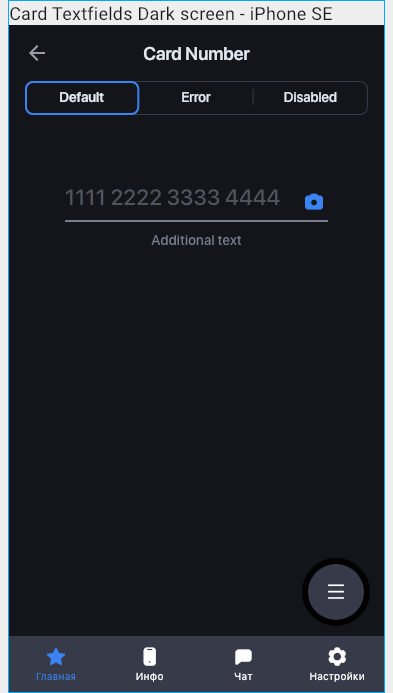 Card Textfields Dark screen - iPhone SE
Card Number
Default Error Disabled
1111 2222 3333 4444
Additional text
Главная Инфо Чат Настройки